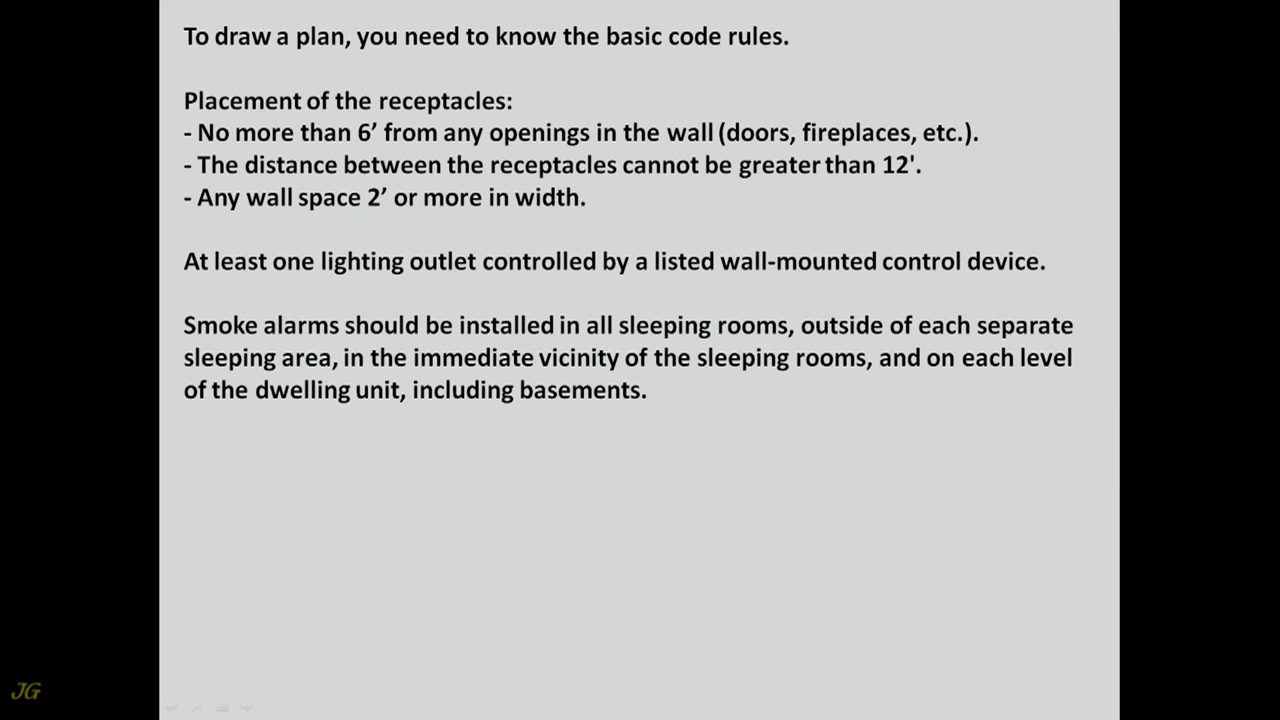 To draw a plan, you need to know the basic code rules.
Placement of the receptacles:
- No more than 6’ from any openings in the wall (doors, fireplaces, etc.).
- The distance between the receptacles cannot be greater than 12'.
- Any wall space 2’ or more in width.
At least one lighting outlet controlled by a listed wall-mounted control device.
Smoke alarms should be installed in all sleeping rooms, outside of each separate
sleeping area, in the immediate vicinity of the sleeping rooms, and on each level
of the dwelling unit, including basements.
JG